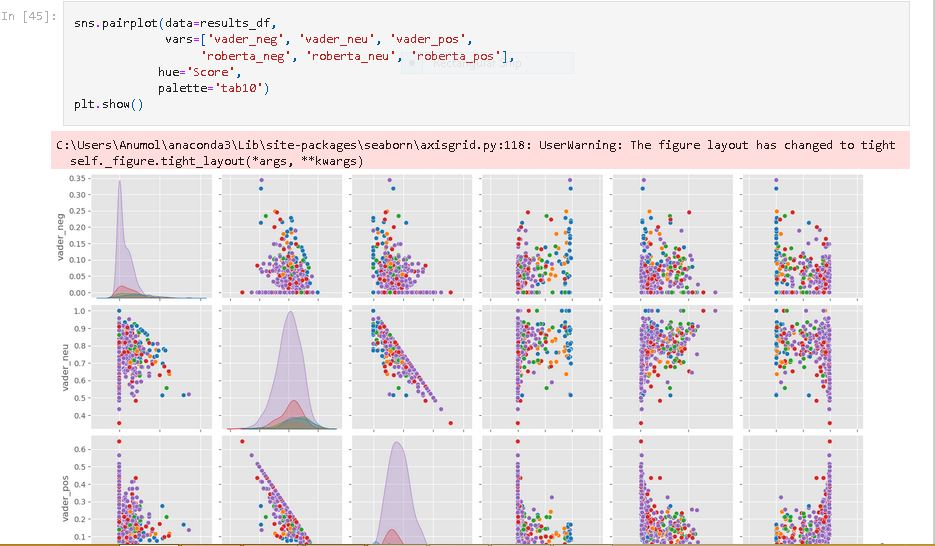 In [45]:
sns.pairplot(data=results_df,
vars=['vader_neg', 'vader_neu', 'vader_pos',
'roberta_neg', 'roberta_neu', 'roberta_pos'],
hue='Score',
palette='tab10')
plt.show()
C:\Users\Anumol\anaconda3\Lib\site-packages\seaborn\axisgrid.py:118: UserWarning: The figure layout has changed to tight
self._figure.tight_layout(*args, **kwargs)
0.35
0.30
0.25
0.20
0.15
0.10
0.05
0.00
vader_neg
1.0
0.9
0.8
0.7
0.6
0.5
0.4
vader_neu
0.6
0.5
0.4
0.3
0.2
0.1
vader_pos